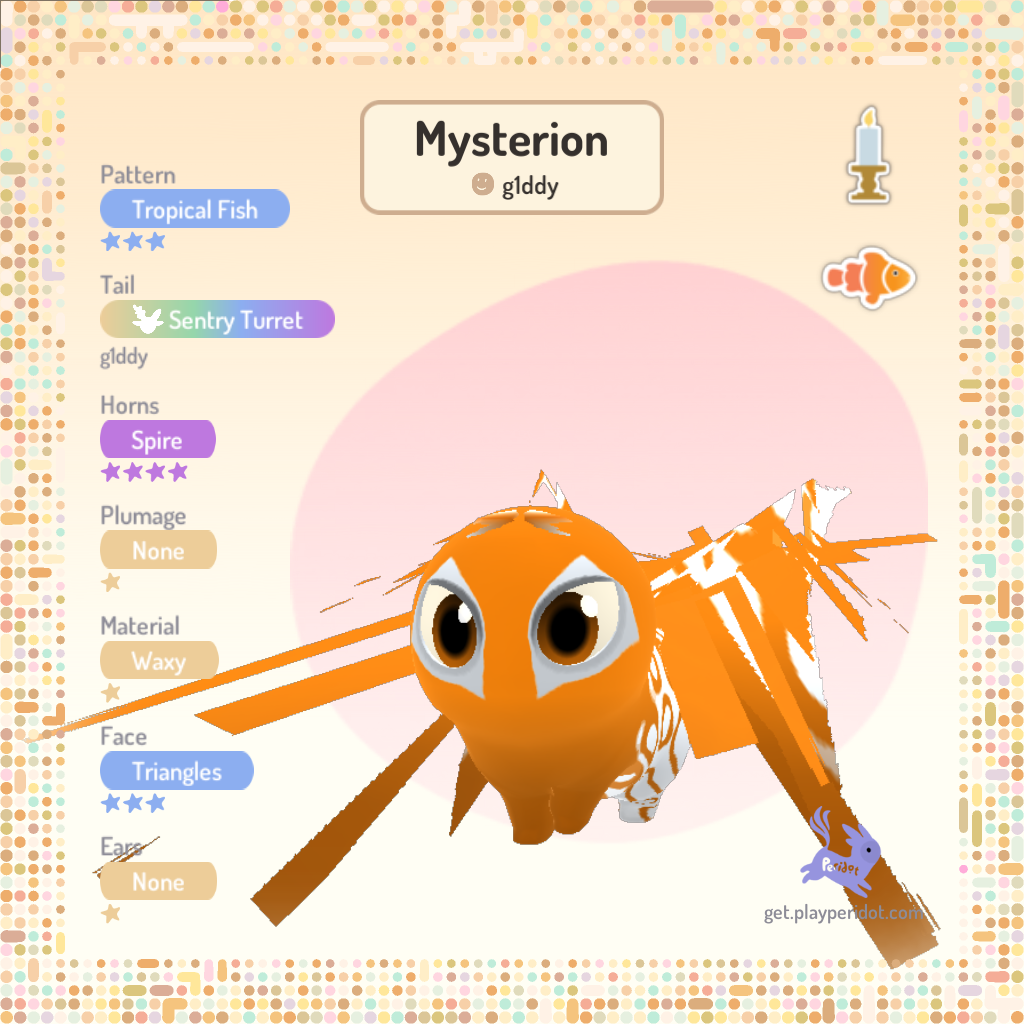 Mysterion
g1ddy
Pattern
Tropical Fish
Tail
Sentry Turret
g1ddy
Horns
Spire
Plumage
None
Material
Waxy
Face
Triangles
Ears
None
Peridot
get.playperidot.com